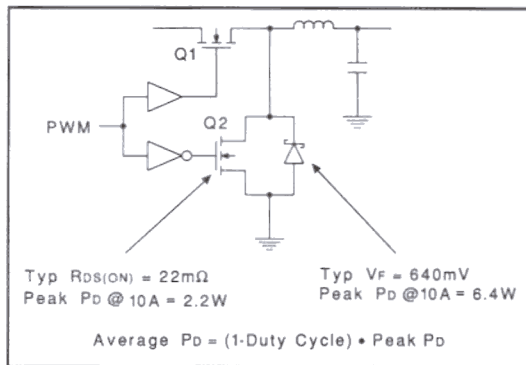 Q1
PWM
Q2
Typ RDS(ON) = 22mΩ
Peak PD @ 10A = 2.2W
Typ VF = 640mV
Peak PD @10A = 6.4W
Average PD = (1-Duty Cycle) • Peak PD